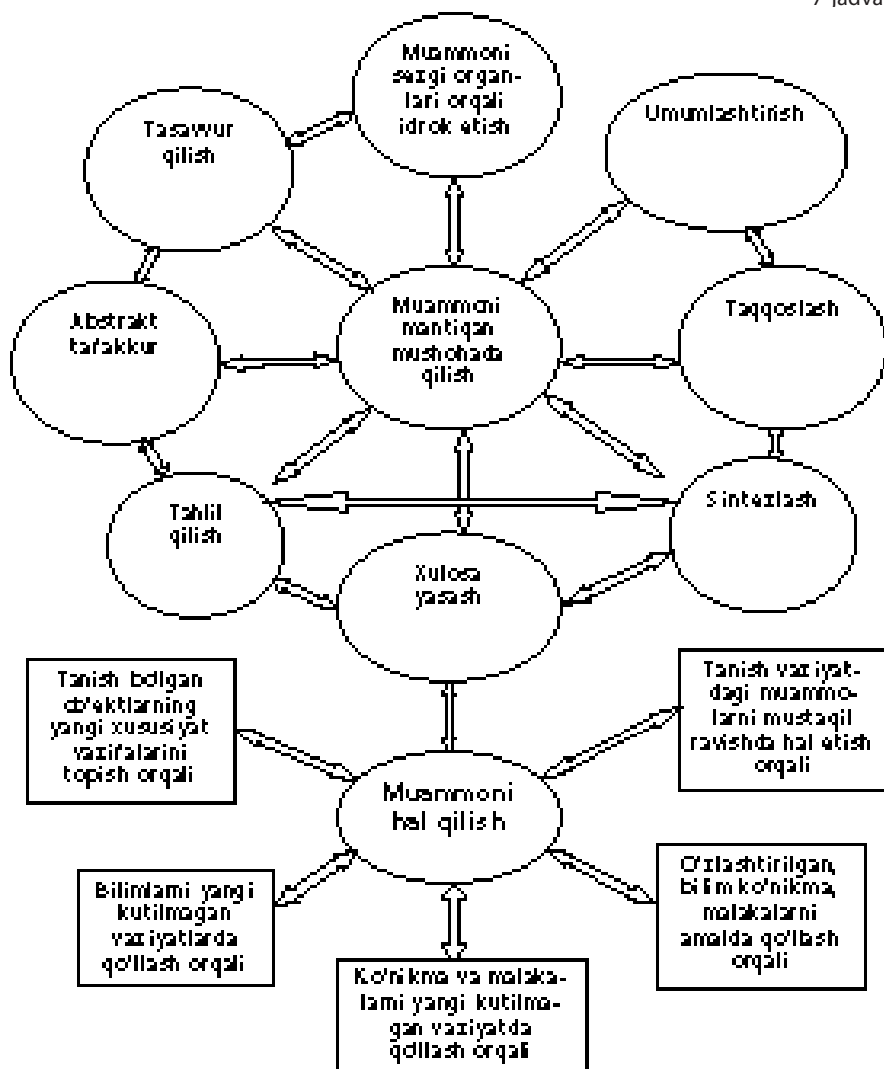 7-jadva
Muammoni
sezgi organ-
lari orqali
idrok etish
Tasavvur
qilish
Umumlashtirish
Abstrakt
tafakkur
Muammoni
mantiqan
mushohada
qilish
Taqqoslash
Tahlil
qilish
Sintezlash
Xulosa
yasash
Tanish bo'lgan
ob'ektlarning
yangi xususiyat
vazifalarini
topish orqali
Tanish vaziyat-
dagi muammo-
larni mustaqil
ravishda hal etish
orqali
Muammoni
hal qilish
Bilimlarni yangi
kutilmagan
vaziyatlarda
qo'llash orqali
O'zlashtirilgan,
bilim ko'nikma,
malakalarni
amalda qo'llash
orqali
Ko'nikma va malaka-
larni yangi kutilma-
gan vaziyatda
qo'llash orqali